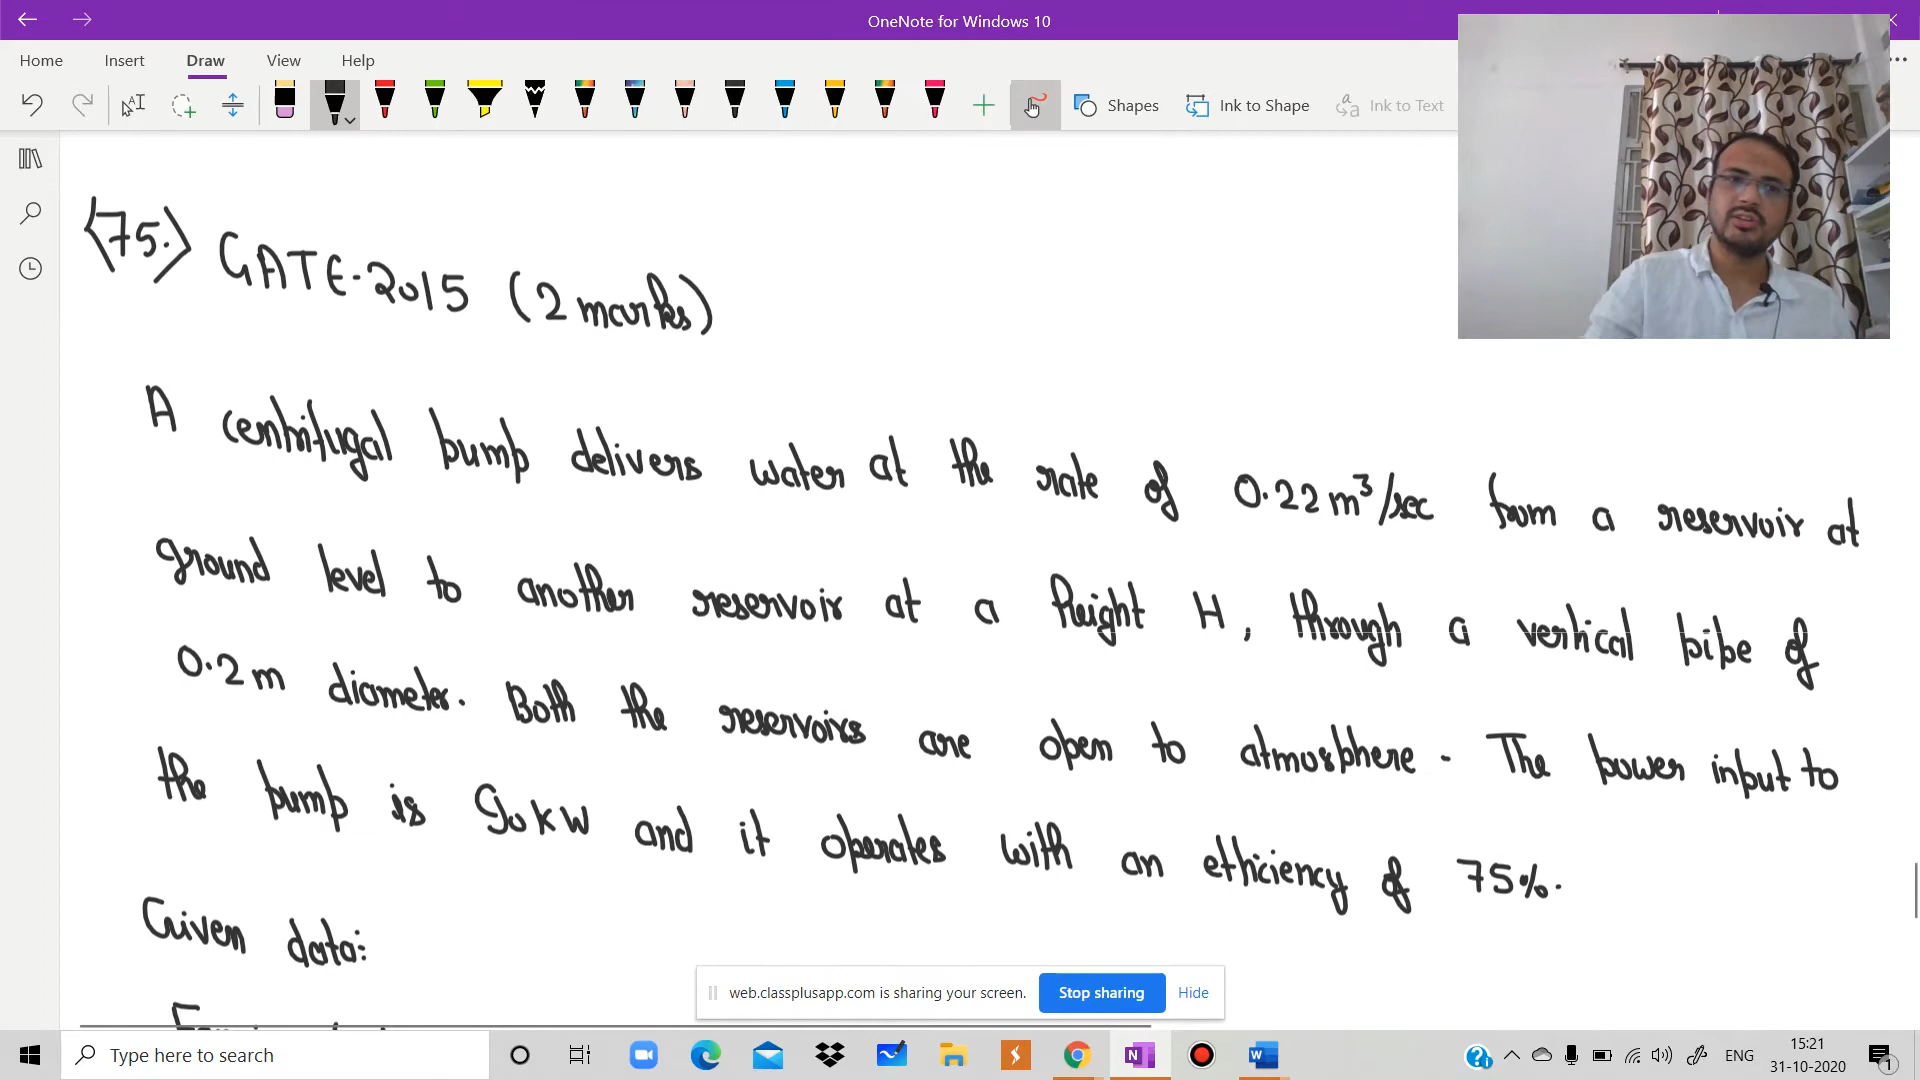 OneNote for Windows 10
Home Insert Draw View Help
Shapes Ink to Shape Ink to Text
<75.> GATE-2015 (2 marks)
A centrifugal pump delivers water at the rate of 0.22 m³/sec from a reservoir at
ground level to another reservoir at a height H, through a vertical pipe of
0.2 m diameter. Both the reservoirs are open to atmosphere. The power input to
the pump is 90 kW and it operates with an efficiency of 75%.
Given data:
web.classplusapp.com is sharing your screen. Stop sharing Hide
Type here to search
ENG
15:21
31-10-2020
1